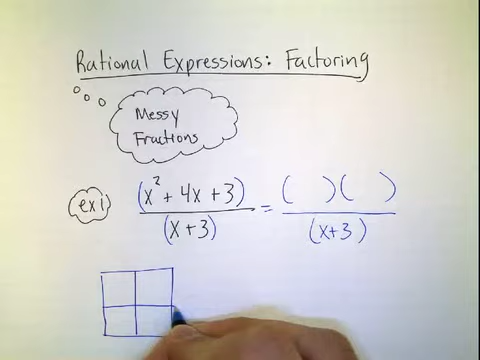 Rational Expressions: Factoring
Messy
Fractions
ex1 (x² + 4x + 3) / (x + 3) = ( )( ) / (x+3)